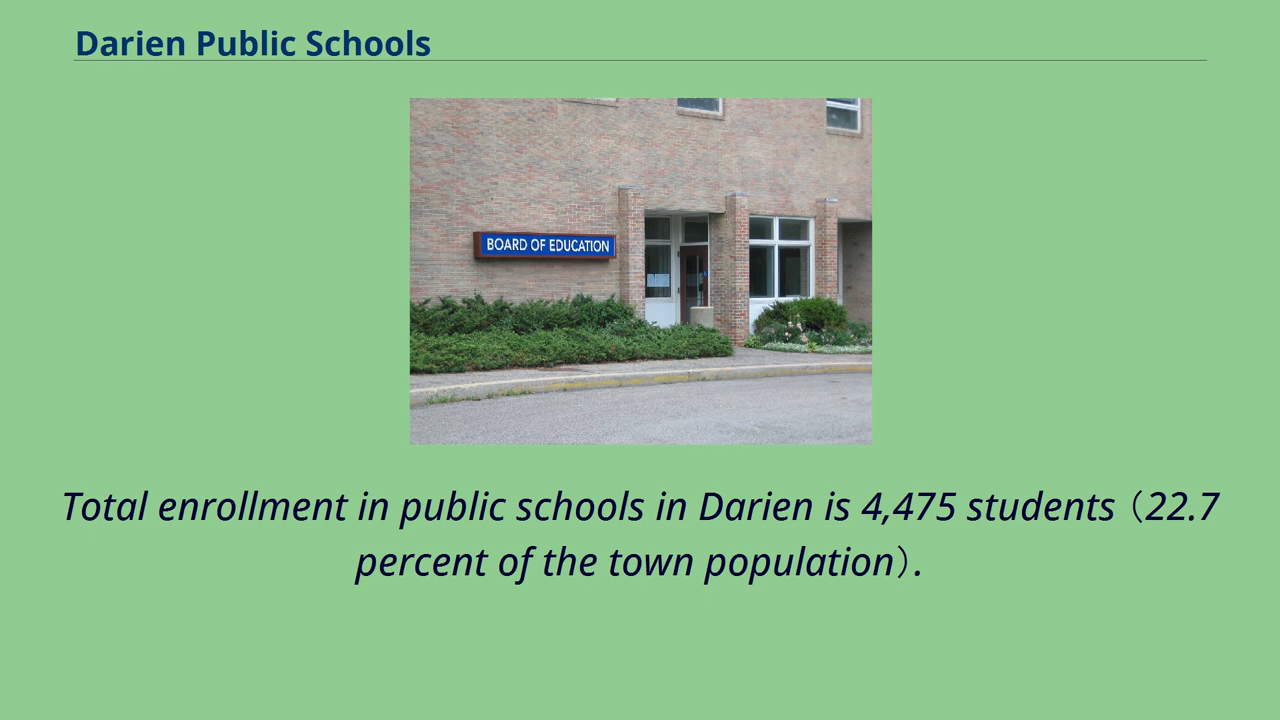 Darien Public Schools
BOARD OF EDUCATION
Total enrollment in public schools in Darien is 4,475 students（22.7
percent of the town population）.